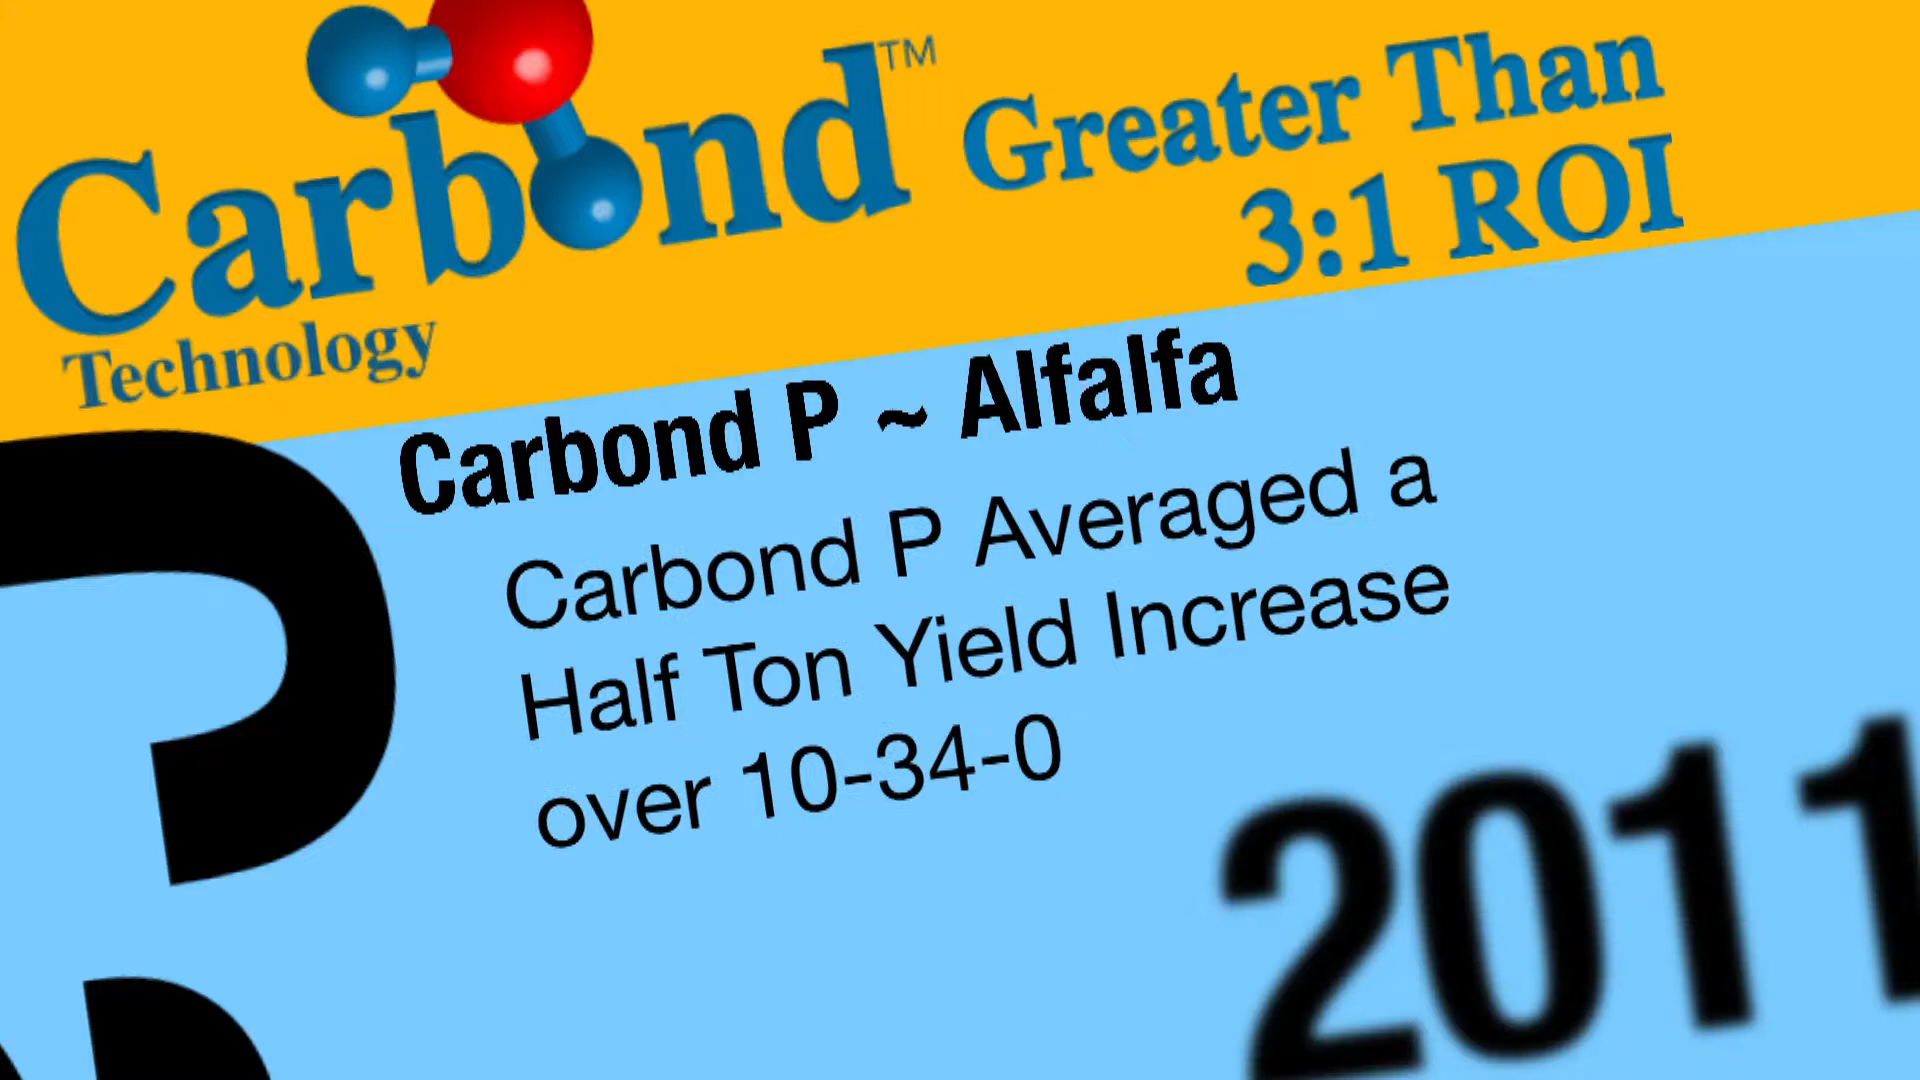 Carbond™
Technology
Greater Than
3:1 ROI
Carbond P ~ Alfalfa
Carbond P Averaged a
Half Ton Yield Increase
over 10-34-0
2011